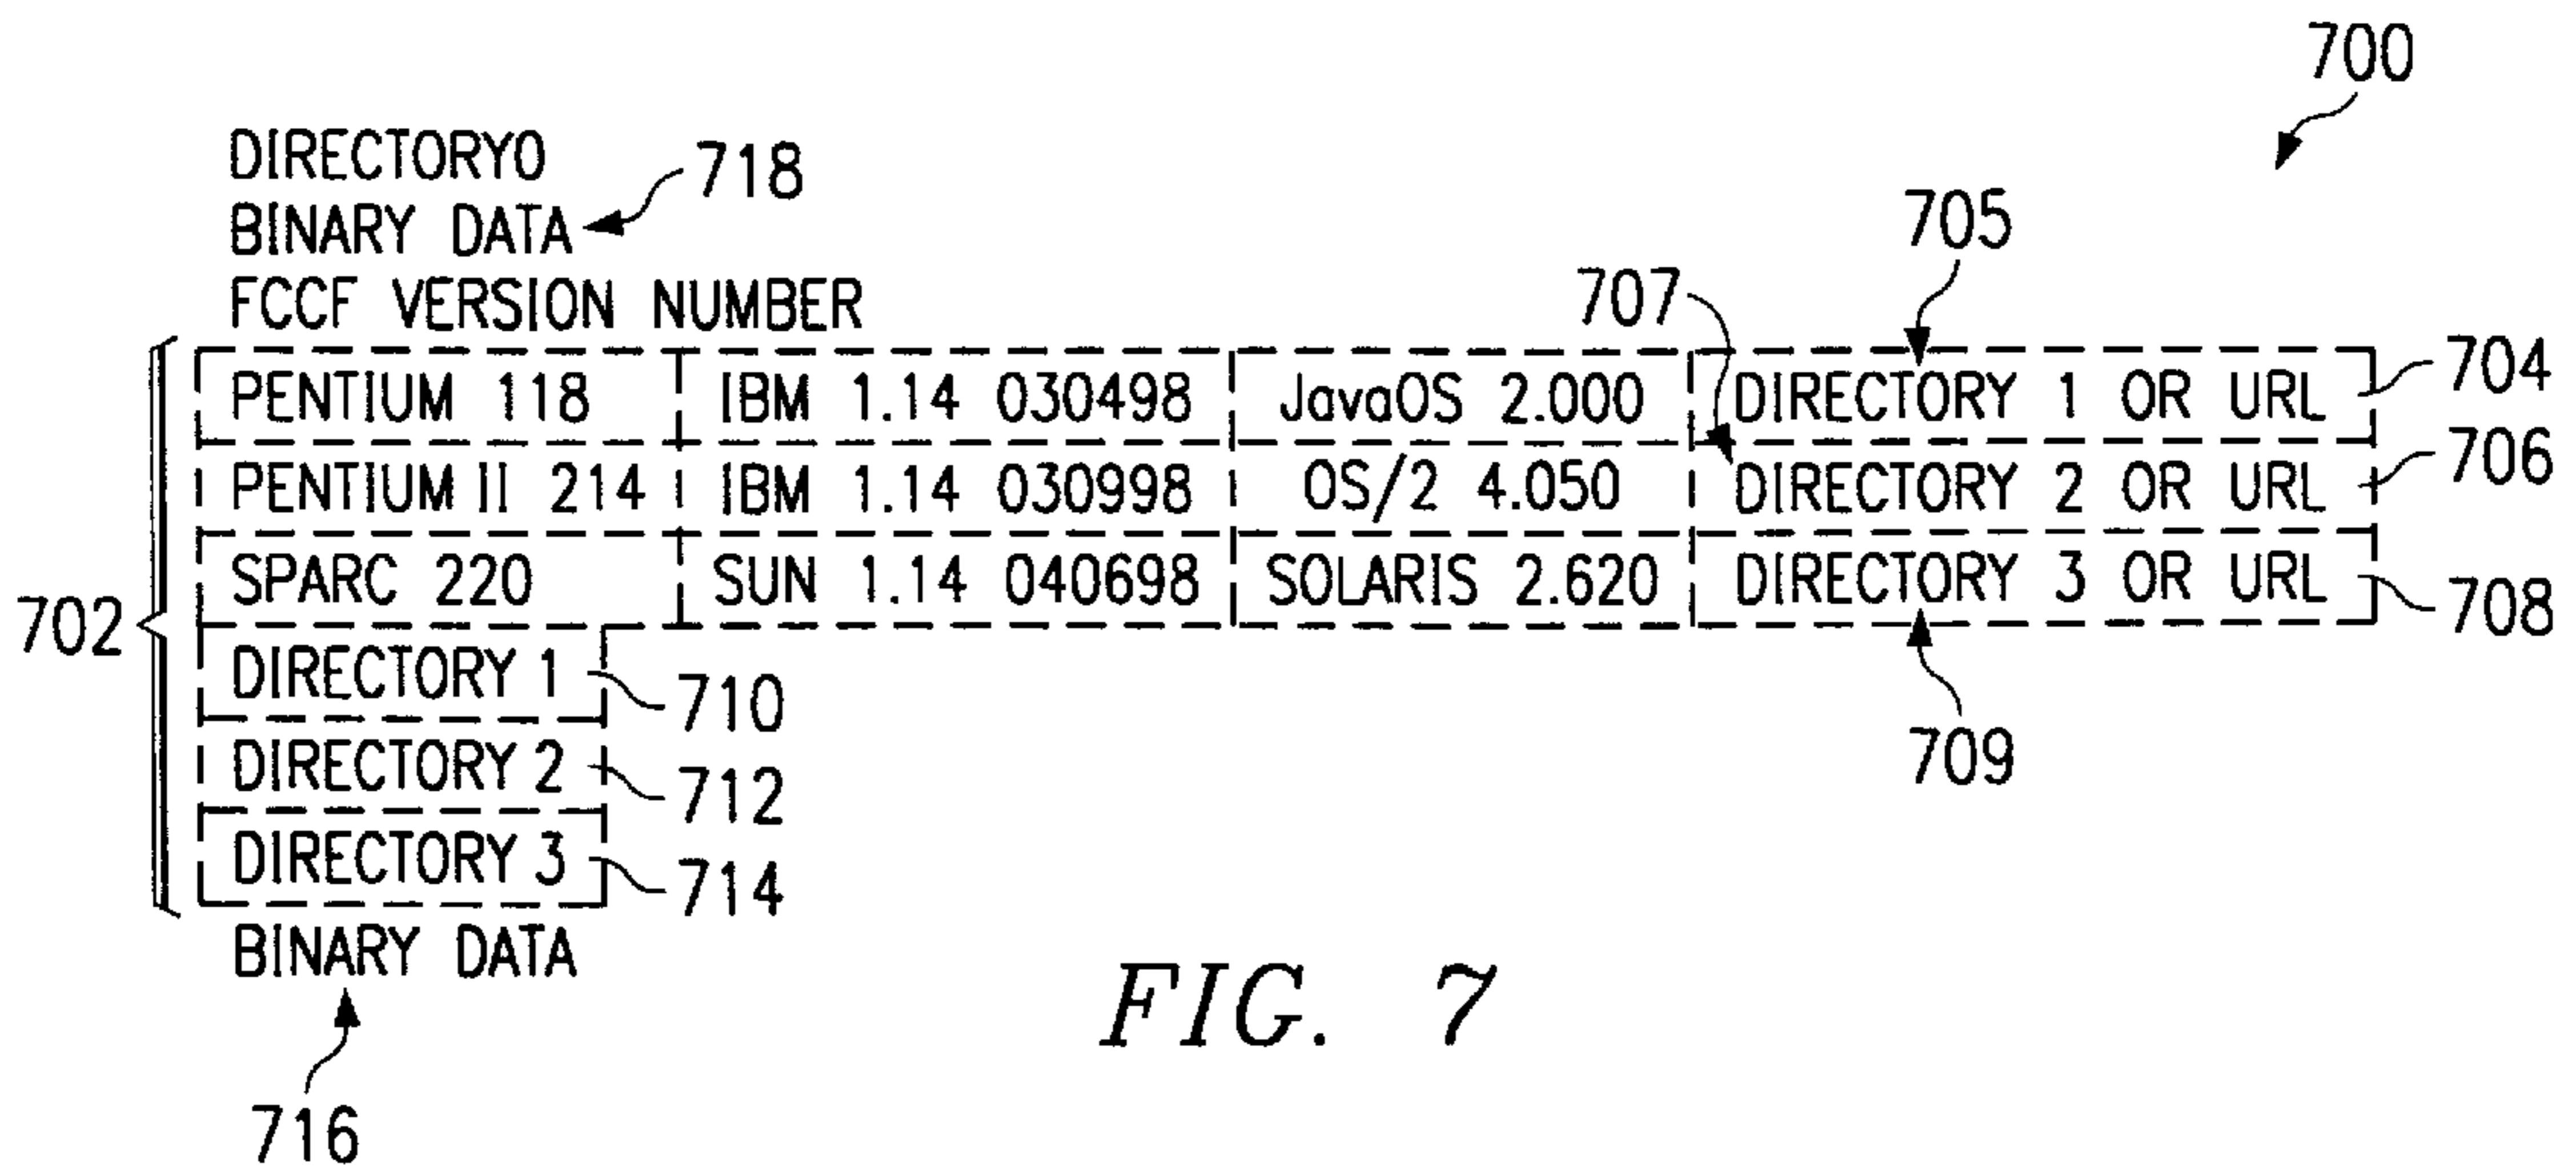 700
DIRECTORY0
718
BINARY DATA
705
FCCF VERSION NUMBER
707
702
PENTIUM 118 IBM 1.14 030498 JavaOS 2.000 DIRECTORY 1 OR URL 704
PENTIUM II 214 IBM 1.14 030998 OS/2 4.050 DIRECTORY 2 OR URL 706
SPARC 220 SUN 1.14 040698 SOLARIS 2.620 DIRECTORY 3 OR URL 708
DIRECTORY 1 710
709
DIRECTORY 2 712
DIRECTORY 3 714
BINARY DATA
716
FIG. 7